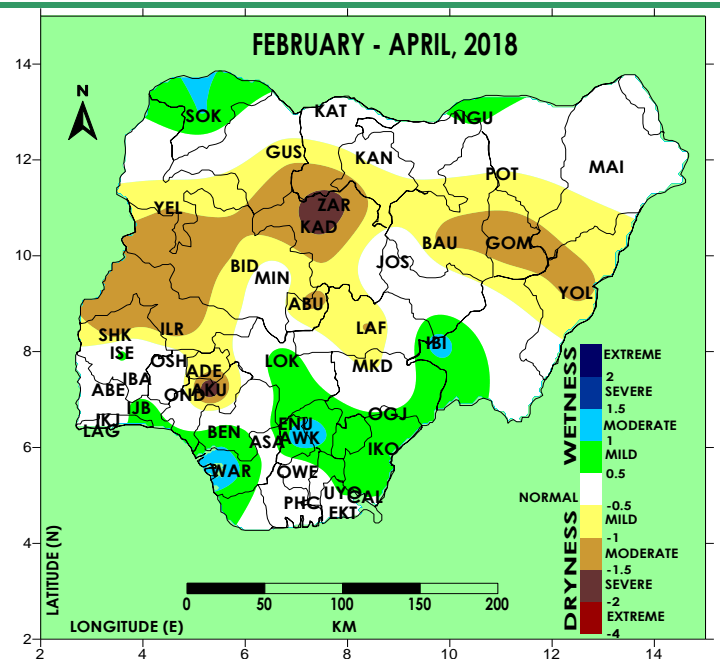 FEBRUARY - APRIL, 2018
14
N
KAT
SOK
NGU
GUS
KAN
12
POT
MAI
YEL
ZAR
KAD
BAU
GOM
10
BID
JOS
MIN
YOL
ABU
SHK
ILR
LAF
IBI
8
ISE
OSH
LOK
ADE
MKD
IBA
ABE
OND
AKU
IJB
OGJ
IKJ
LAG
BEN
ENU
ASA
AWK
IKO
6
WAR
OWE
UYO
CAL
PHC
EKT
4
2
LATITUDE (N)
LONGITUDE (E)
0 50 100 150 200
KM
2 4 6 8 10 12 14
WETNESS
EXTREME
2
SEVERE
1.5
MODERATE
1
MILD
0.5
NORMAL
-0.5
DRYNESS
MILD
-1
MODERATE
-1.5
SEVERE
-2
EXTREME
-4